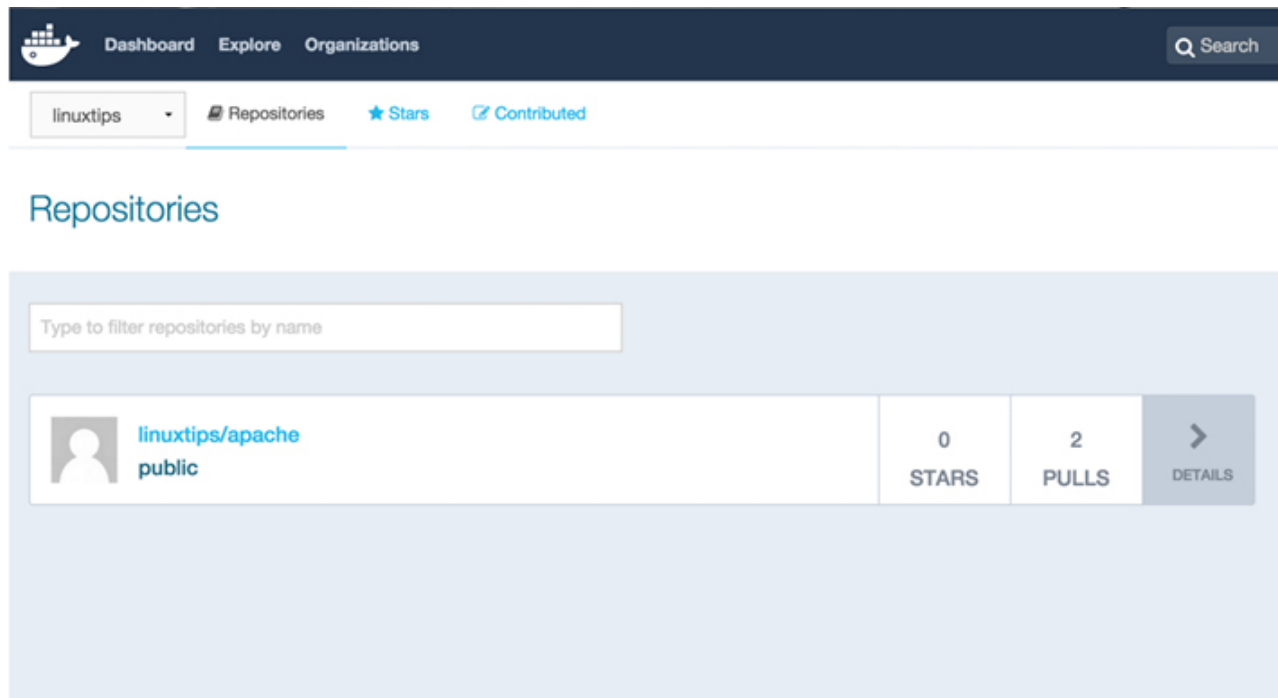 Dashboard Explore Organizations Search
linuxtips Repositories Stars Contributed
Repositories
Type to filter repositories by name
linuxtips/apache
public
0
STARS
2
PULLS
DETAILS